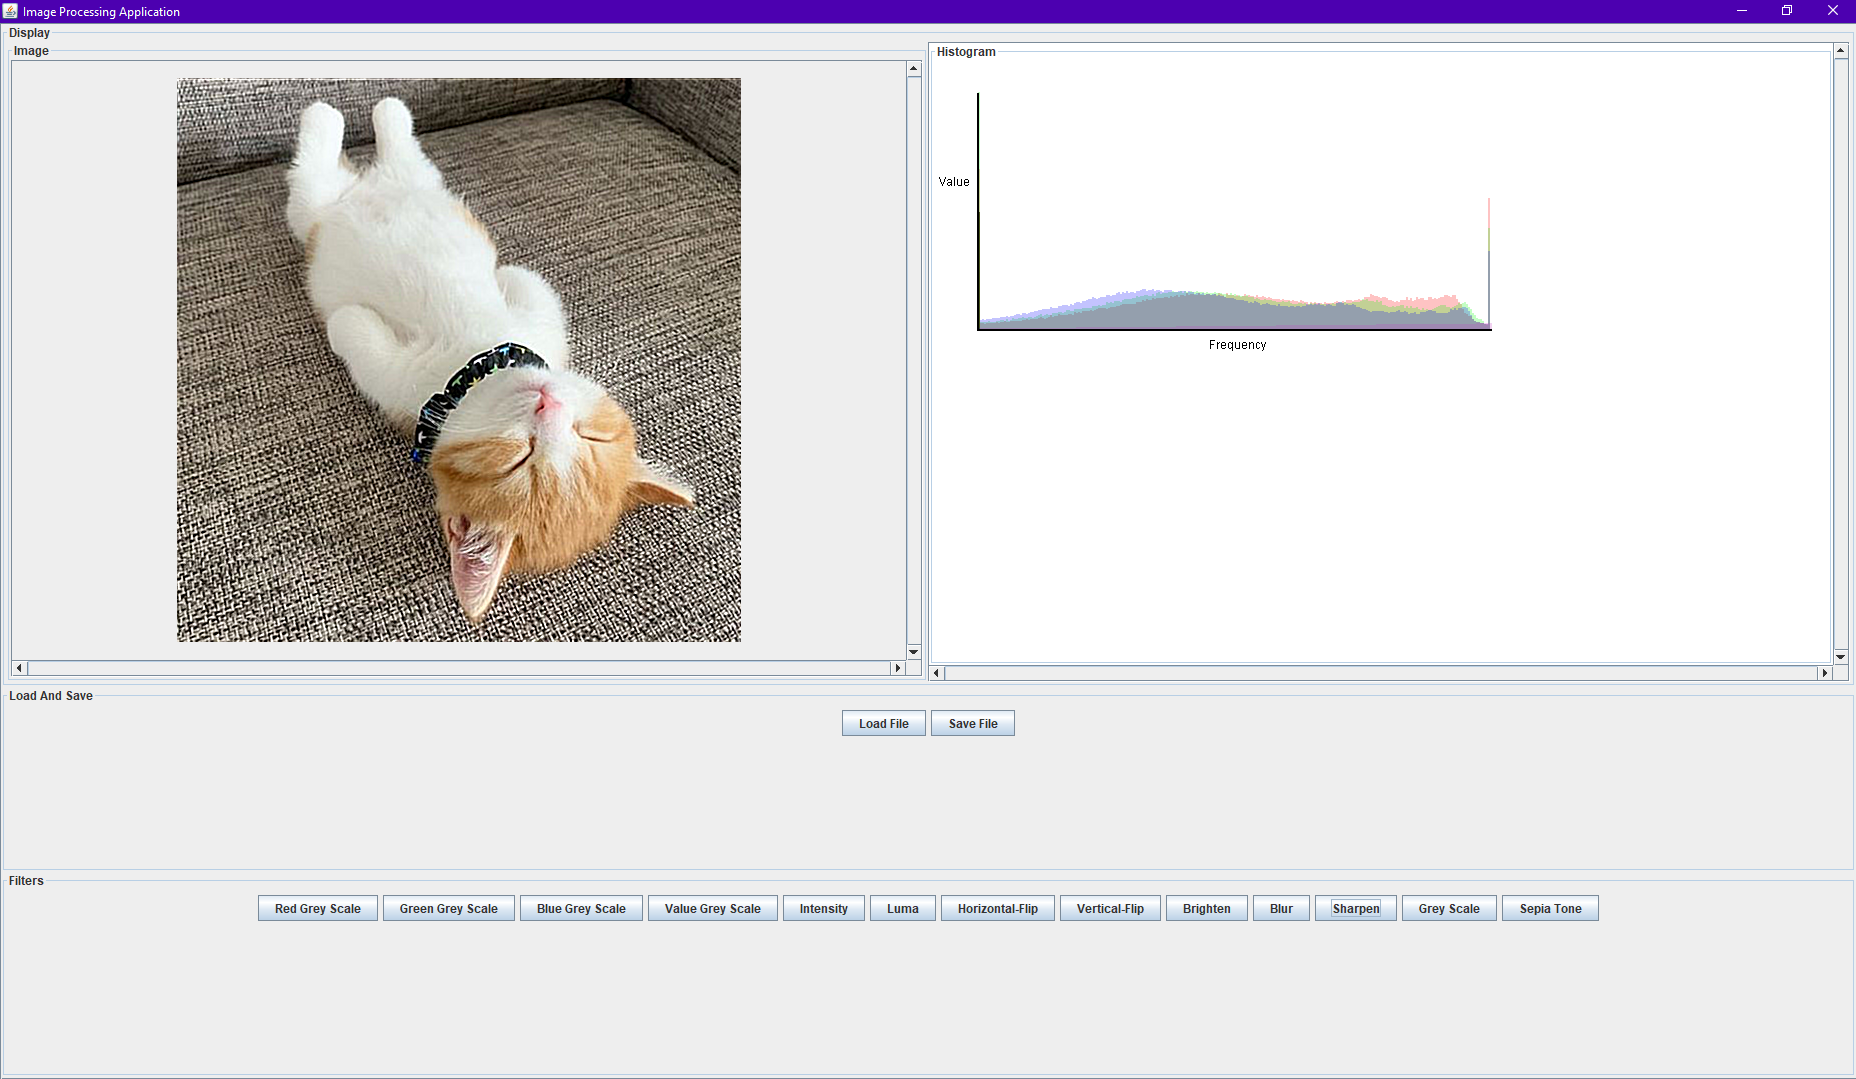 Image Processing Application
Display
Image
Histogram
Value
Frequency
Load And Save
Load File
Save File
Filters
Red Grey Scale
Green Grey Scale
Blue Grey Scale
Value Grey Scale
Intensity
Luma
Horizontal-Flip
Vertical-Flip
Brighten
Blur
Sharpen
Grey Scale
Sepia Tone